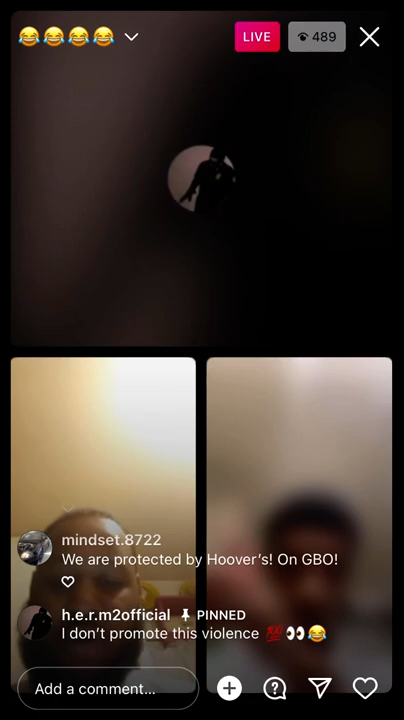 😂😂😂😂
LIVE
489
mindset.8722
We are protected by Hoover's! On GBO!
h.e.r.m2official PINNED
I don't promote this violence 💯👀😂
Add a comment...